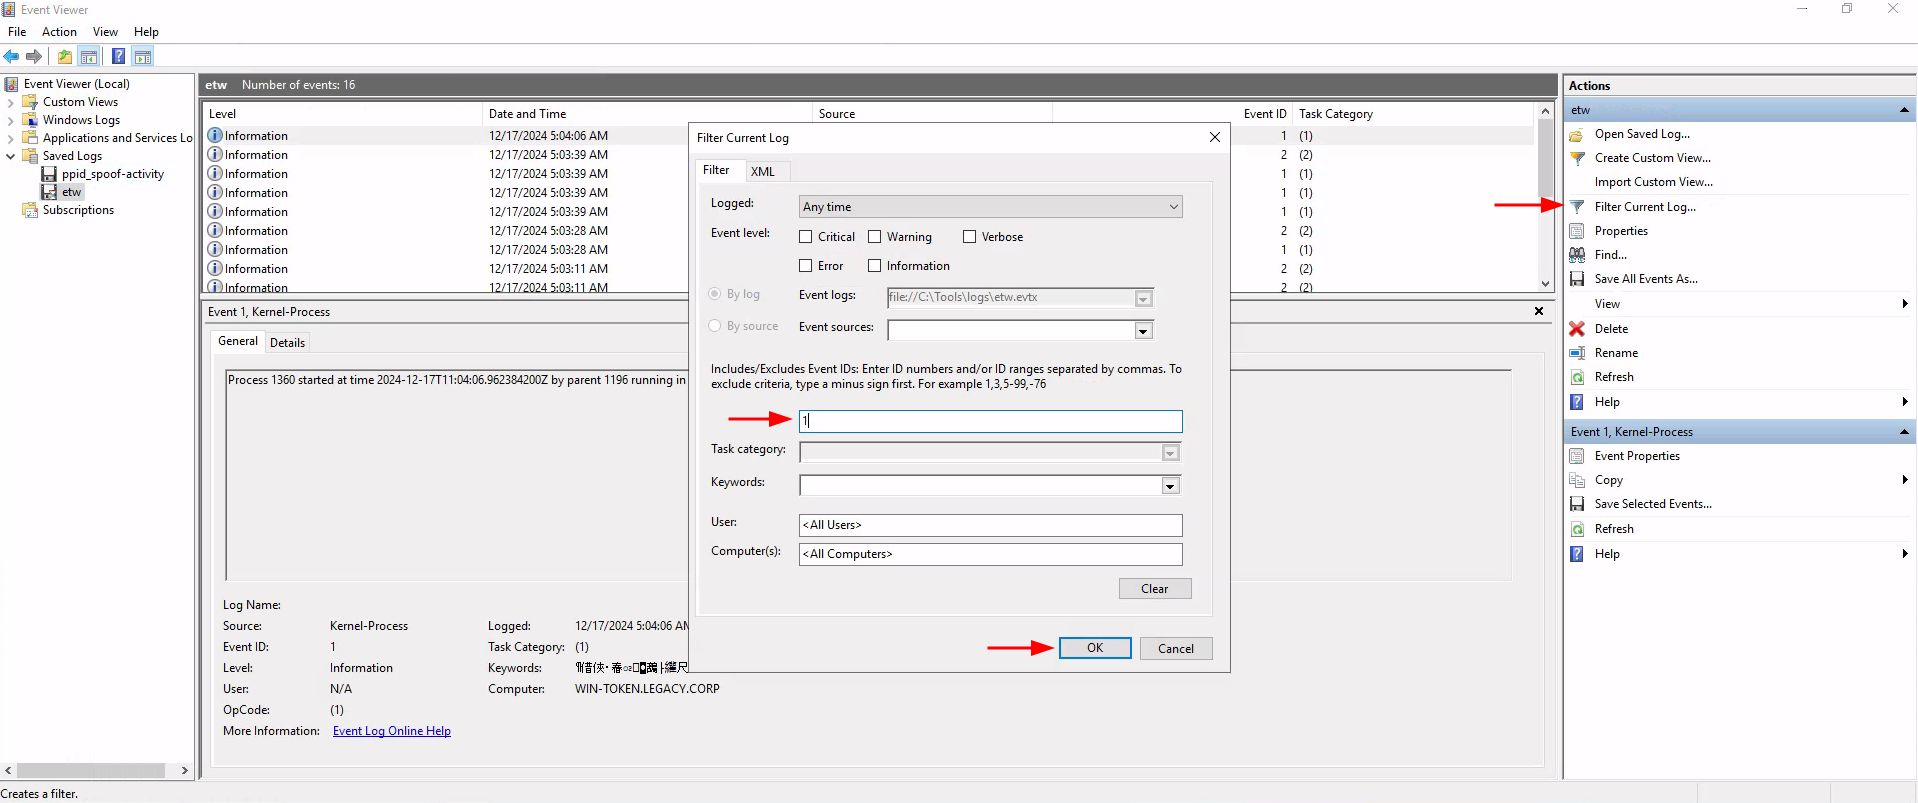 Event Viewer
File Action View Help
Event Viewer (Local)
Custom Views
Windows Logs
Applications and Services Lo
Saved Logs
ppid_spoof-activity
etw
Subscriptions
etw Number of events: 16
Level Date and Time Source Event ID Task Category
Information 12/17/2024 5:04:06 AM 1 (1)
Information 12/17/2024 5:03:39 AM 2 (2)
Information 12/17/2024 5:03:39 AM 1 (1)
Information 12/17/2024 5:03:39 AM 1 (1)
Information 12/17/2024 5:03:39 AM 1 (1)
Information 12/17/2024 5:03:28 AM 2 (2)
Information 12/17/2024 5:03:28 AM 1 (1)
Information 12/17/2024 5:03:11 AM 2 (2)
Information 12/17/2024 5:03:11 AM 2 (2)
Event 1, Kernel-Process
General Details
Process 1360 started at time 2024-12-17T11:04:06.962384200Z by parent 1196 running in
Log Name:
Source: Kernel-Process Logged: 12/17/2024 5:04:06 AM
Event ID: 1 Task Category: (1)
Level: Information Keywords:
User: N/A Computer: WIN-TOKEN.LEGACY.CORP
OpCode: (1)
More Information: Event Log Online Help
Filter Current Log
Filter XML
Logged: Any time
Event level: Critical Warning Verbose
Error Information
By log Event logs: file://C:\Tools\logs\etw.evtx
By source Event sources:
Includes/Excludes Event IDs: Enter ID numbers and/or ID ranges separated by commas. To
exclude criteria, type a minus sign first. For example 1,3,5-99,-76
1
Task category:
Keywords:
User: <All Users>
Computer(s): <All Computers>
Clear
OK Cancel
Actions
etw
Open Saved Log...
Create Custom View...
Import Custom View...
Filter Current Log...
Properties
Find...
Save All Events As...
View
Delete
Rename
Refresh
Help
Event 1, Kernel-Process
Event Properties
Copy
Save Selected Events...
Refresh
Help
Creates a filter.